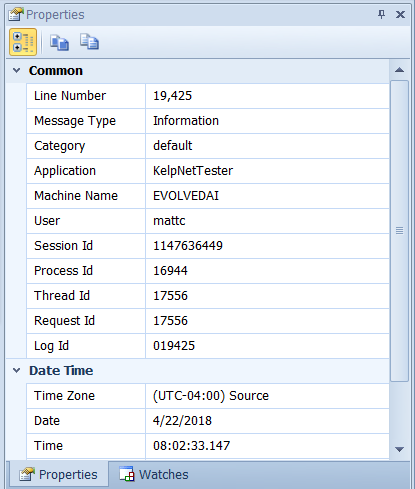 Properties
Common
Line Number 19,425
Message Type Information
Category default
Application KelpNetTester
Machine Name EVOLVEDAI
User mattc
Session Id 1147636449
Process Id 16944
Thread Id 17556
Request Id 17556
Log Id 019425
Date Time
Time Zone (UTC-04:00) Source
Date 4/22/2018
Time 08:02:33.147
Properties Watches